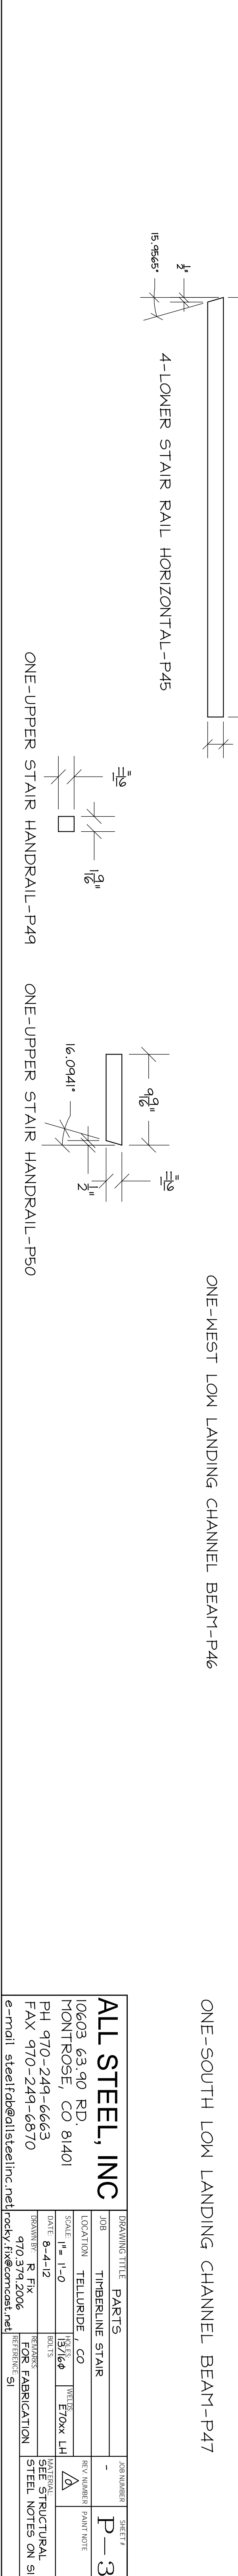 1/2"
15.9565°
4-LOWER STAIR RAIL HORIZONTAL-P45
1 9/16"
ONE-UPPER STAIR HANDRAIL-P49
9 9/16"
16.0941°
1/2"
ONE-UPPER STAIR HANDRAIL-P50
ONE-WEST LOW LANDING CHANNEL BEAM-P46
ONE-SOUTH LOW LANDING CHANNEL BEAM-P47
ALL STEEL, INC
10603 63.90 RD.
MONTROSE, CO 81401
PH 970-249-6663
FAX 970-249-6870
e-mail steelfab@allsteelinc.net
DRAWING TITLE PARTS
JOB TIMBERLINE STAIR
LOCATION TELLURIDE, CO
SCALE: 1"= 1'-0
HOLES: 13/16Ø
WELDS: E70xx LH
DATE: 8-4-12
BOLTS:
MATERIAL: SEE STRUCTURAL
STEEL NOTES ON
DRAWN BY: R Fix
970.379.2006
rocky.fix@comcast.net
REMARKS:
FOR FABRICATION
REFERENCE: S1
JOB NUMBER
-
SHEET #
P-3
REV. NUMBER
PAINT NOTE